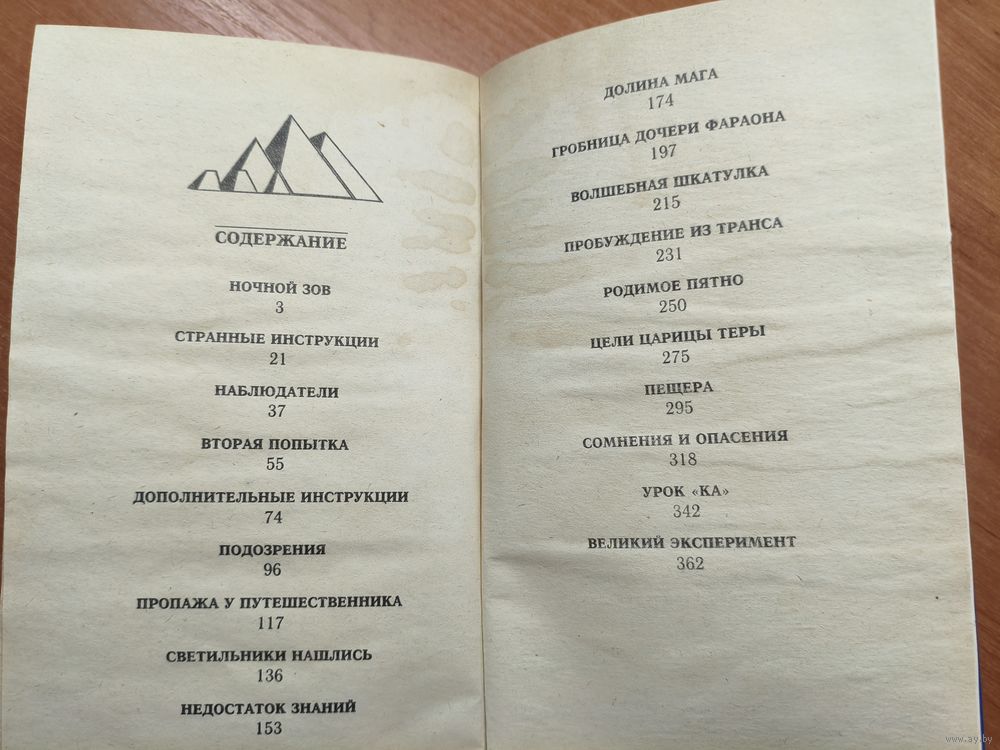 СОДЕРЖАНИЕ
НОЧНОЙ ЗОВ
3
СТРАННЫЕ ИНСТРУКЦИИ
21
НАБЛЮДАТЕЛИ
37
ВТОРАЯ ПОПЫТКА
55
ДОПОЛНИТЕЛЬНЫЕ ИНСТРУКЦИИ
74
ПОДОЗРЕНИЯ
96
ПРОПАЖА У ПУТЕШЕСТВЕННИКА
117
СВЕТИЛЬНИКИ НАШЛИСЬ
136
НЕДОСТАТОК ЗНАНИЙ
153
ДОЛИНА МАГА
174
ГРОБНИЦА ДОЧЕРИ ФАРАОНА
197
ВОЛШЕБНАЯ ШКАТУЛКА
215
ПРОБУЖДЕНИЕ ИЗ ТРАНСА
231
РОДИМОЕ ПЯТНО
250
ЦЕЛИ ЦАРИЦЫ ТЕРЫ
275
ПЕЩЕРА
295
СОМНЕНИЯ И ОПАСЕНИЯ
318
УРОК «КА»
342
ВЕЛИКИЙ ЭКСПЕРИМЕНТ
362
www.ay.by